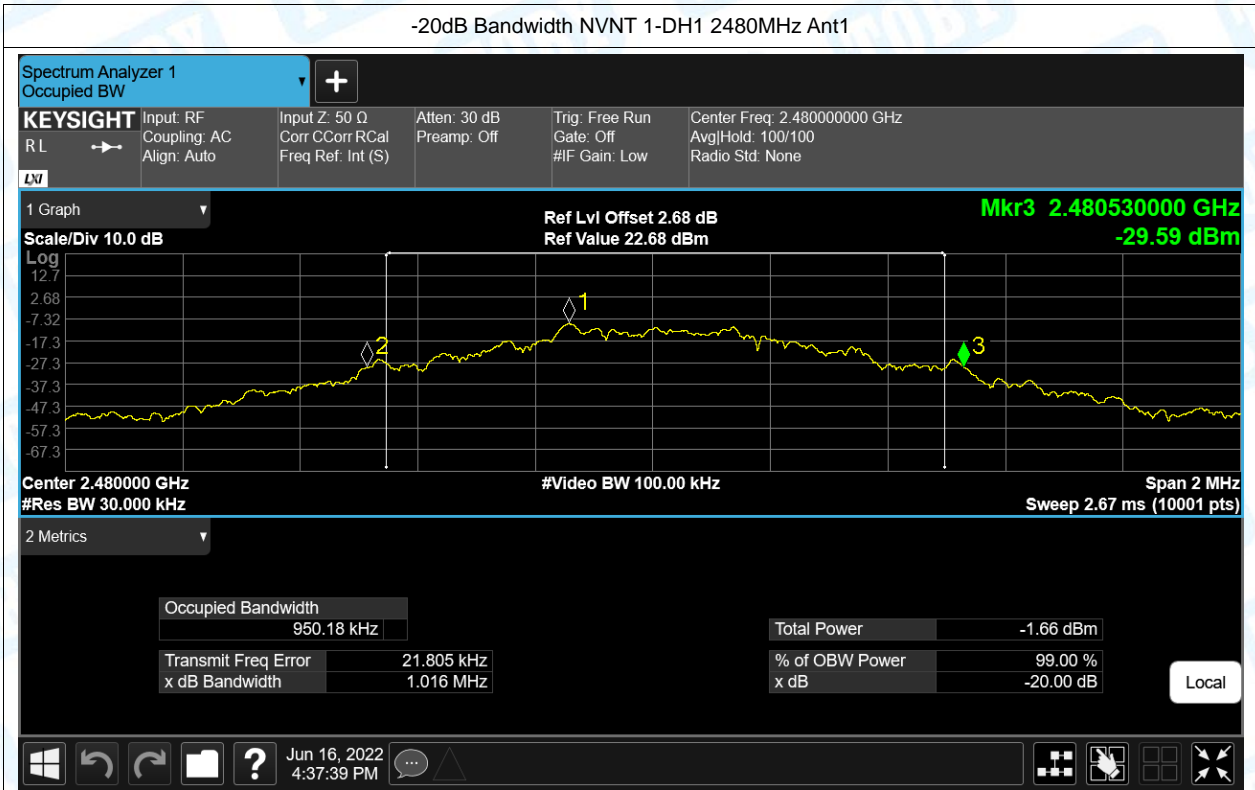 -20dB Bandwidth NVNT 1-DH1 2480MHz Ant1
Spectrum Analyzer 1
Occupied BW
KEYSIGHT
R L
LXI
Input: RF
Coupling: AC
Align: Auto
Input Z: 50 Ω
Corr CCorr RCal
Freq Ref: Int (S)
Atten: 30 dB
Preamp: Off
Trig: Free Run
Gate: Off
#IF Gain: Low
Center Freq: 2.480000000 GHz
Avg|Hold: 100/100
Radio Std: None
1 Graph
Scale/Div 10.0 dB
Ref Lvl Offset 2.68 dB
Ref Value 22.68 dBm
Mkr3 2.480530000 GHz
-29.59 dBm
Log
12.7
2.68
-7.32
-17.3
-27.3
-37.3
-47.3
-57.3
-67.3
1
2
3
Center 2.480000 GHz
#Video BW 100.00 kHz
Span 2 MHz
#Res BW 30.000 kHz
Sweep 2.67 ms (10001 pts)
2 Metrics
Occupied Bandwidth
950.18 kHz
Total Power -1.66 dBm
Transmit Freq Error 21.805 kHz
% of OBW Power 99.00 %
x dB Bandwidth 1.016 MHz
x dB -20.00 dB
Local
?
Jun 16, 2022
4:37:39 PM